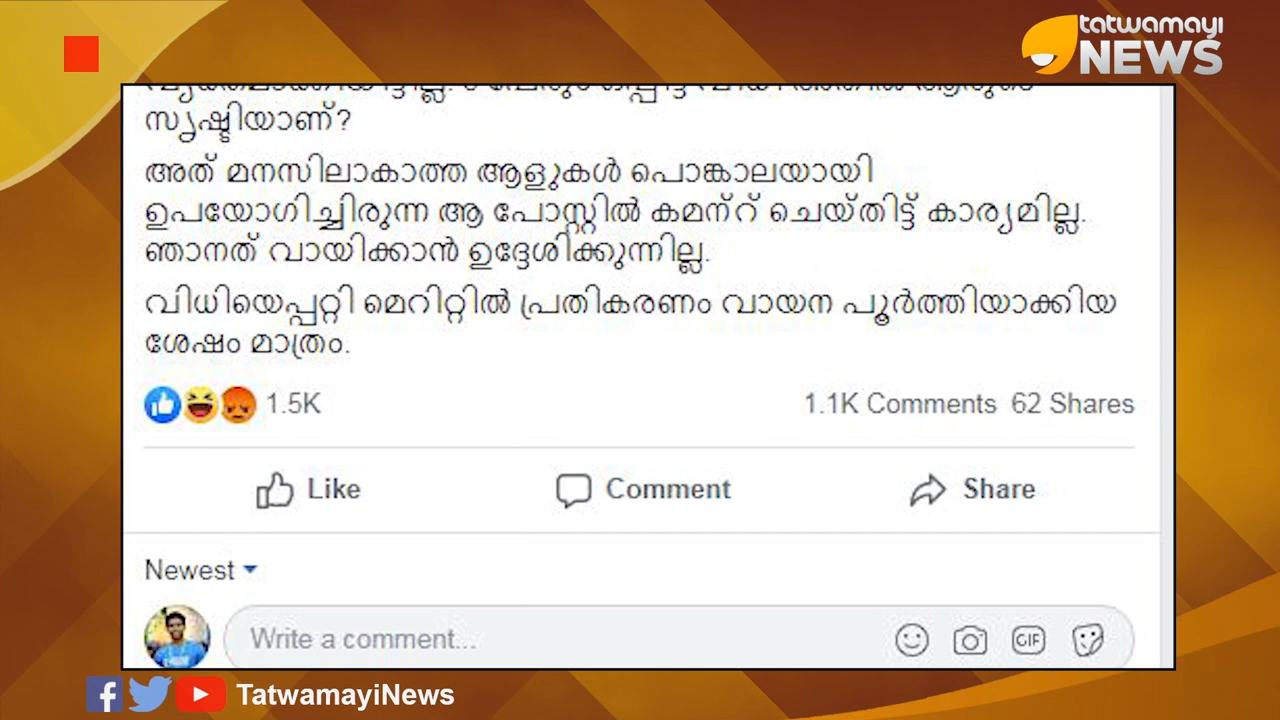 tatwamayi
NEWS
സൃഷ്ടിയാണ്?
അത് മനസിലാകാത്ത ആളുകൾ പൊങ്കാലയായി
ഉപയോഗിച്ചിരുന്ന ആ പോസ്റ്റിൽ കമന്റ് ചെയ്തിട്ട് കാര്യമില്ല.
ഞാനത് വായിക്കാൻ ഉദ്ദേശിക്കുന്നില്ല.
വിധിയെപ്പറ്റി മെറിറ്റിൽ പ്രതികരണം വായന പൂർത്തിയാക്കിയ
ശേഷം മാത്രം.
1.5K 1.1K Comments 62 Shares
Like Comment Share
Newest
Write a comment...
GIF
TatwamayiNews